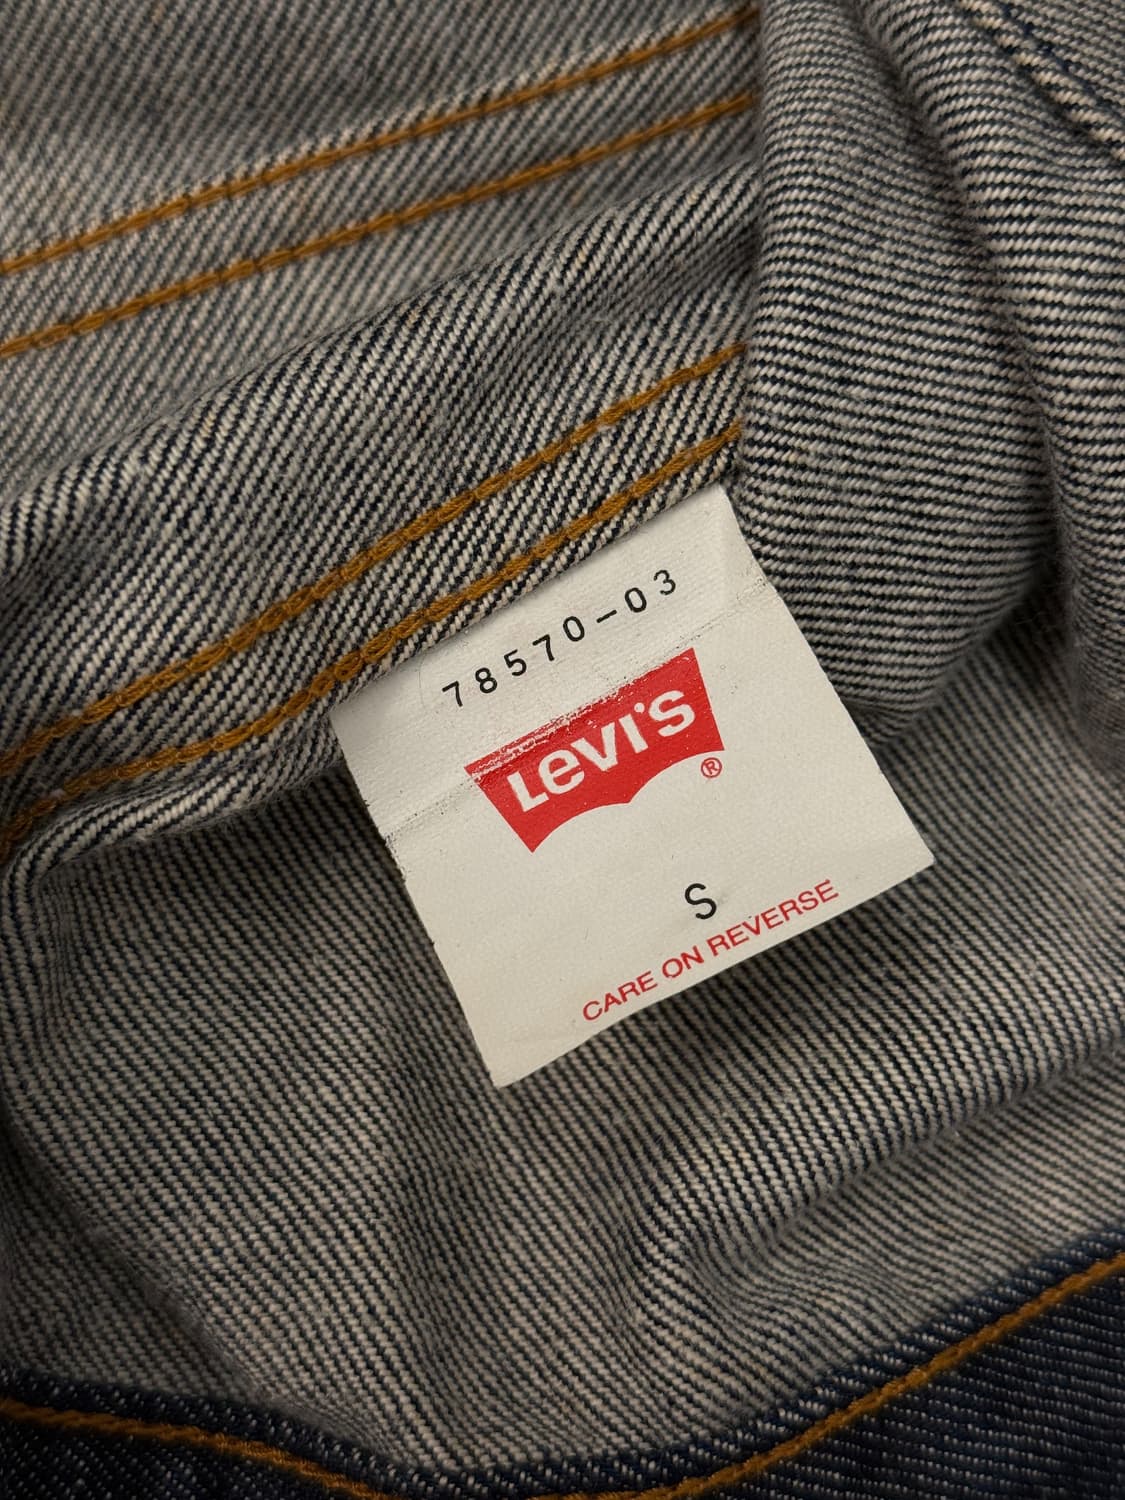 78570-03
Levi's
®
S
CARE ON REVERSE